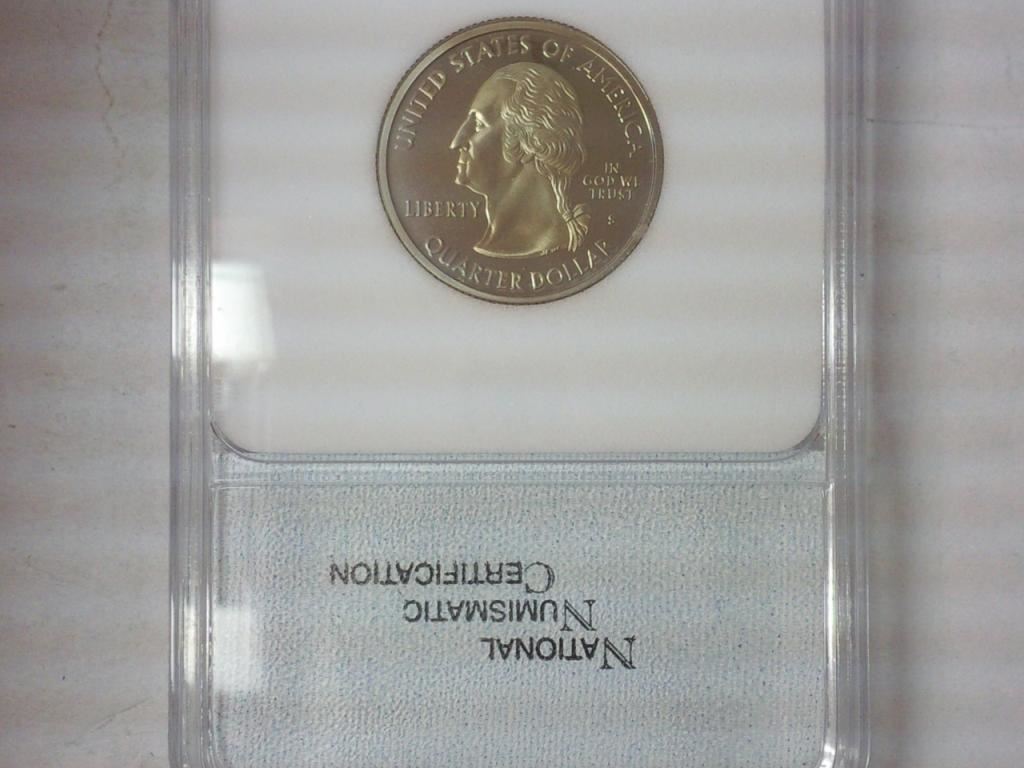 UNITED STATES OF AMERICA
LIBERTY
IN
GOD WE
TRUST
S
QUARTER DOLLAR
NATIONAL
NUMISMATIC
CERTIFICATION